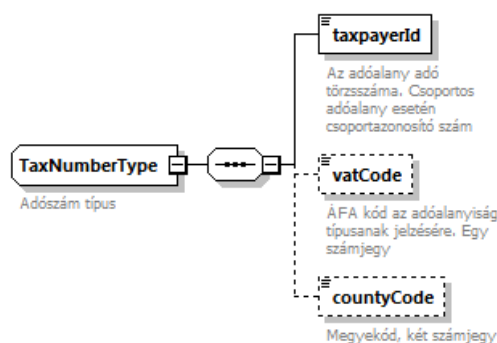 taxpayerId
Az adóalany adó
törzsszáma. Csoportos
adóalany esetén
csoportazonosító szám
TaxNumberType
Adószám típus
vatCode
ÁFA kód az adóalanyiság
típusanak jelzésére. Egy
számjegy
countyCode
Megyekód, két számjegy